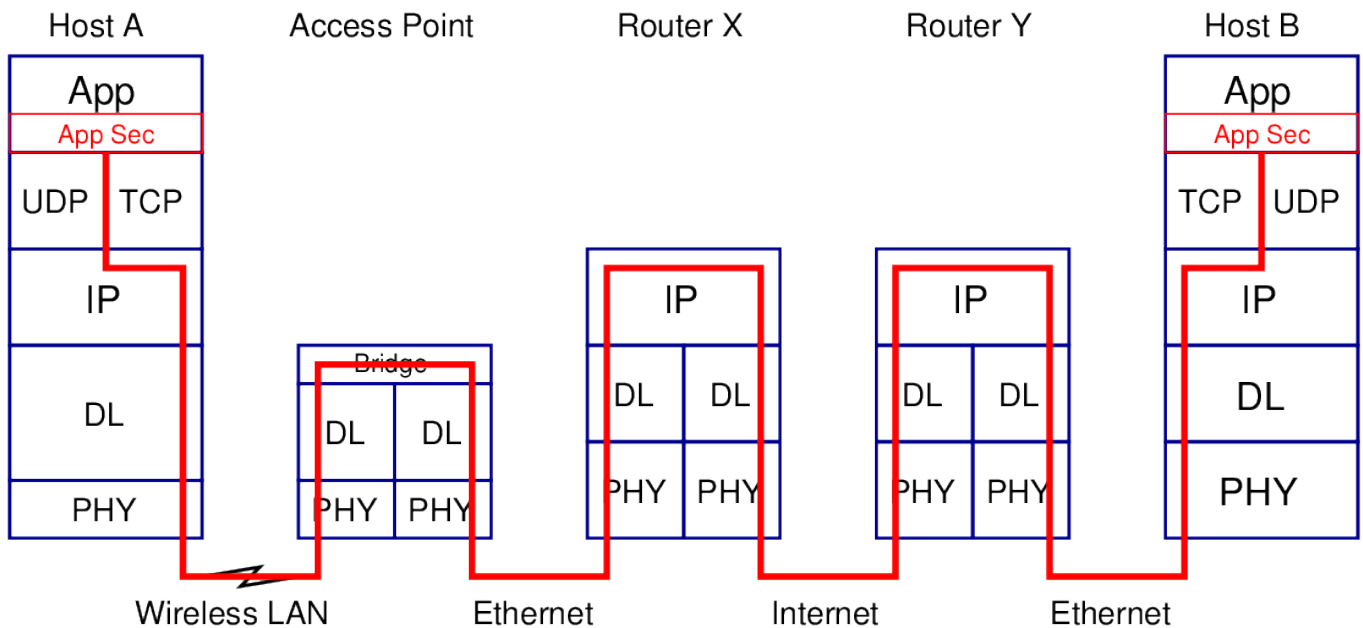 Host A Access Point Router X Router Y Host B
App App
App Sec App Sec
UDP TCP TCP UDP
IP IP IP IP
Bridge
DL DL DL DL DL DL DL DL
PHY PHY PHY PHY PHY PHY PHY PHY
Wireless LAN Ethernet Internet Ethernet